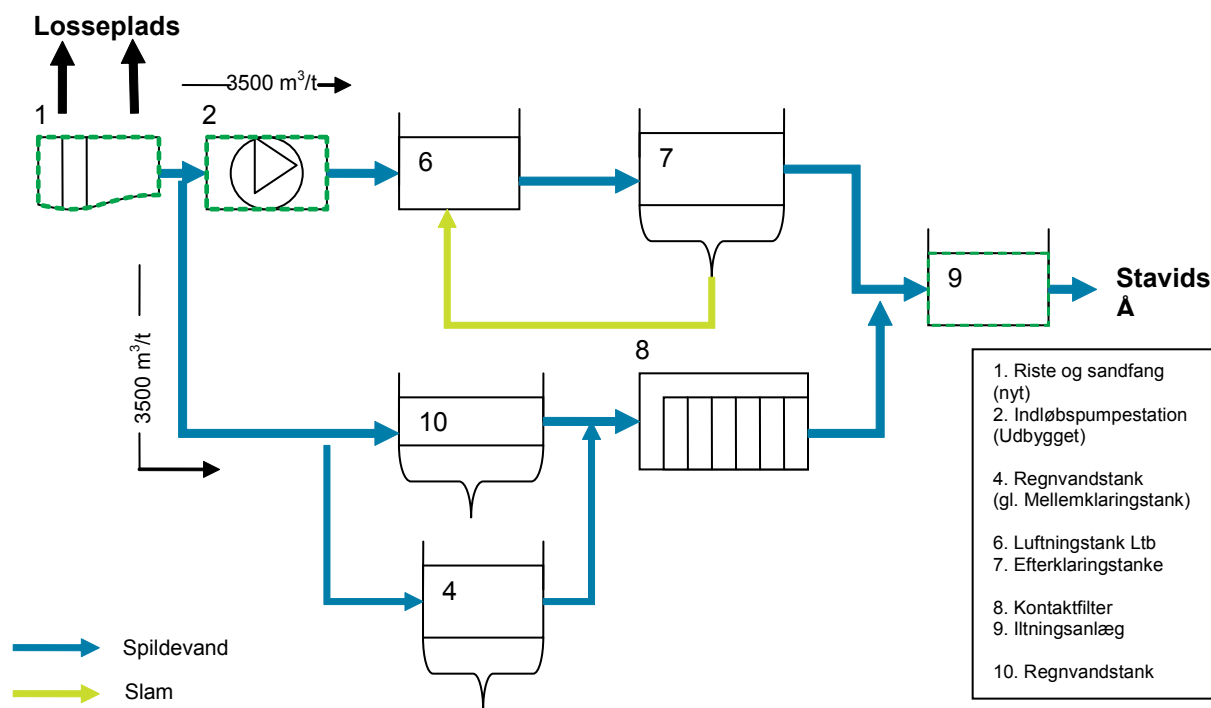 Losseplads
3500 m³/t
1
2
6
7
3500 m³/t
9
Stavids
Å
8
10
4
1. Riste og sandfang
(nyt)
2. Indløbspumpestation
(Udbygget)
4. Regnvandstank
(gl. Mellemklaringstank)
6. Luftningstank Ltb
7. Efterklaringstanke
8. Kontaktfilter
9. Iltningsanlæg
10. Regnvandstank
Spildevand
Slam